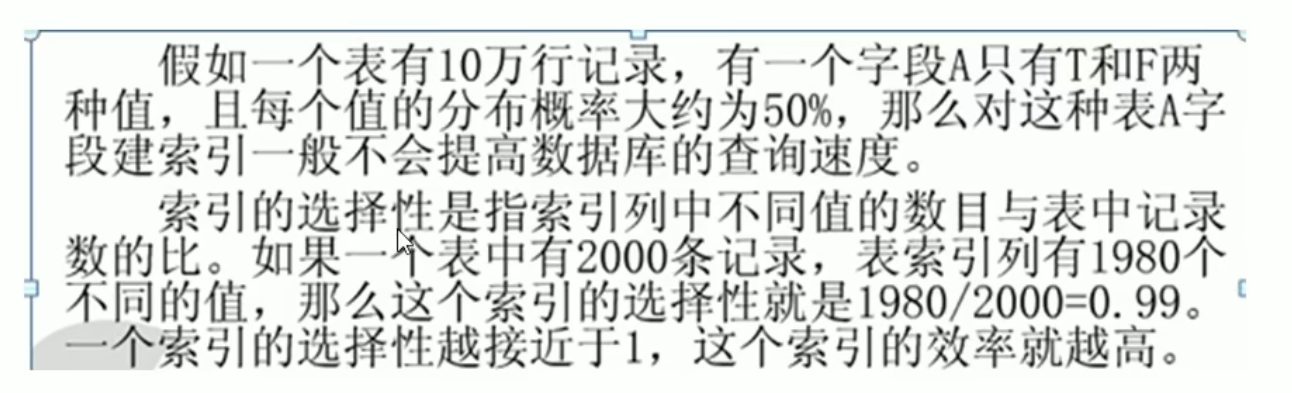 假如一个表有10万行记录，有一个字段A只有T和F两
种值，且每个值的分布概率大约为50%，那么对这种表A字
段建索引一般不会提高数据库的查询速度。
索引的选择性是指索引列中不同值的数目与表中记录
数的比。如果一个表中有2000条记录，表索引列有1980个
不同的值，那么这个索引的选择性就是1980/2000=0.99。
一个索引的选择性越接近于1，这个索引的效率就越高。